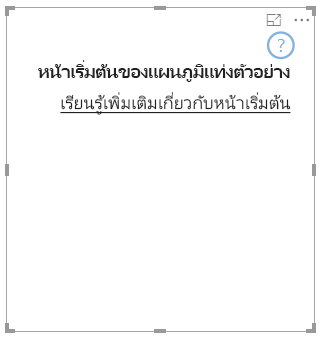 ?
หน้าเริ่มต้นของแผนภูมิแท่งตัวอย่าง
เรียนรู้เพิ่มเติมเกี่ยวกับหน้าเริ่มต้น